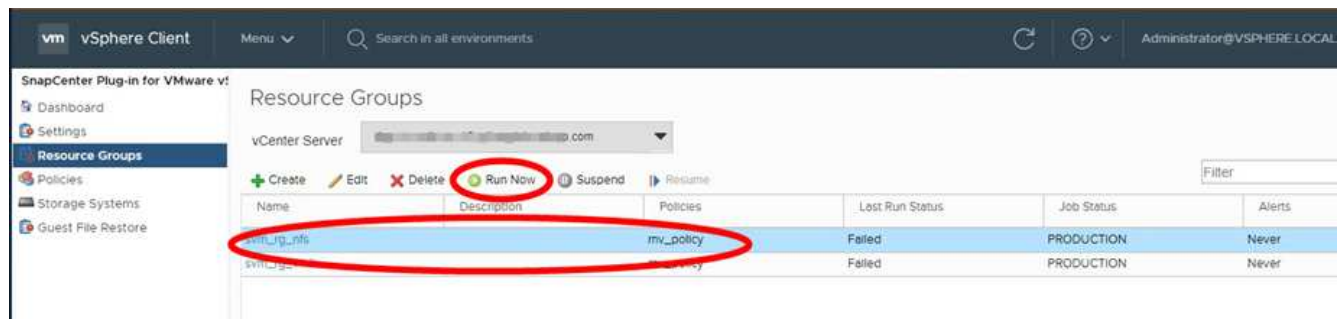 vm vSphere Client Menu Search in all environments Administrator@VSPHERE.LOCAL
SnapCenter Plug-in for VMware vS
Dashboard
Settings
Resource Groups
Policies
Storage Systems
Guest File Restore
Resource Groups
vCenter Server .com
Create Edit Delete Run Now Suspend Resume
Filter
Name Description Policies Last Run Status Job Status Alerts
svm_rg_nfs mv_policy Failed PRODUCTION Never
Failed PRODUCTION Never